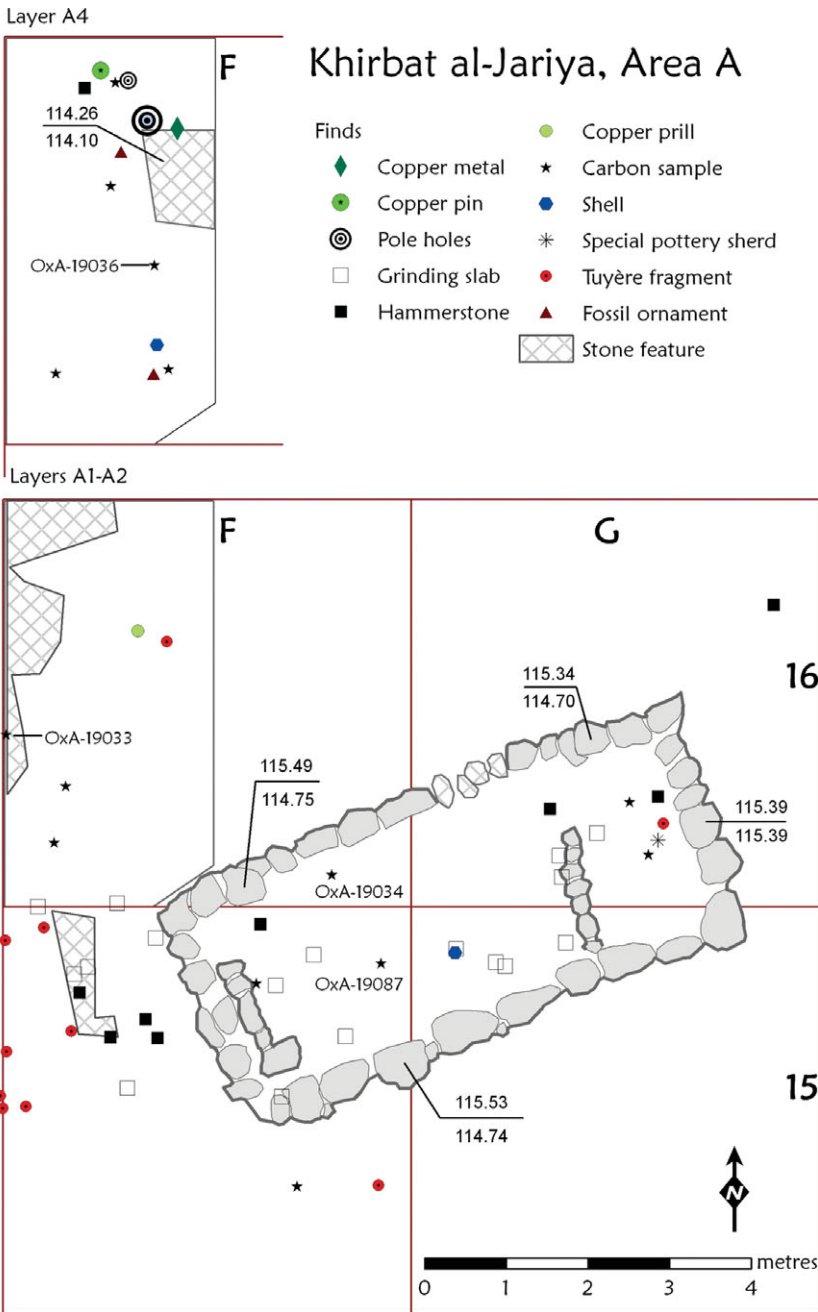 Layer A4
F
Khirbat al-Jariya, Area A
114.26
114.10
OxA-19036
Finds
Copper metal
Copper pin
Pole holes
Grinding slab
Hammerstone
Copper prill
Carbon sample
Shell
Special pottery sherd
Tuyère fragment
Fossil ornament
Stone feature
Layers A1-A2
F
G
16
115.34
114.70
OxA-19033
115.49
114.75
115.39
115.39
OxA-19034
OxA-19087
15
115.53
114.74
N
metres
0 1 2 3 4